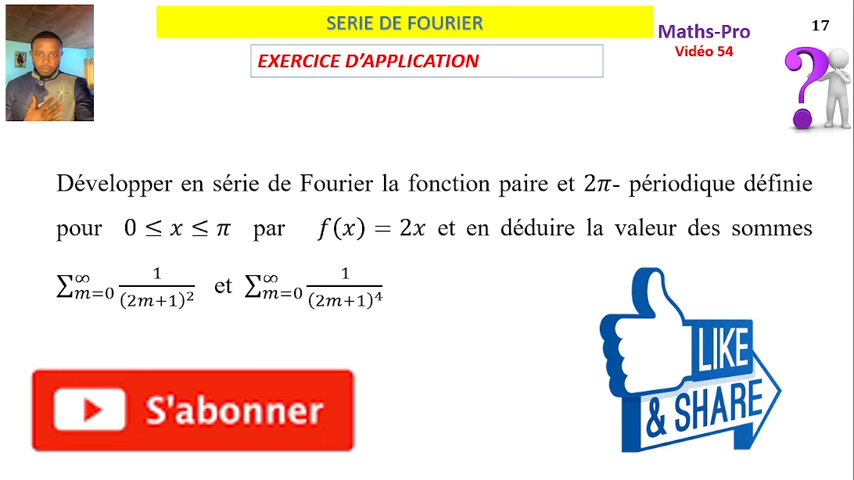 SERIE DE FOURIER
Maths-Pro
17
EXERCICE D'APPLICATION
Vidéo 54
Développer en série de Fourier la fonction paire et 2π- périodique définie
pour 0 ≤ x ≤ π par f(x) = 2x et en déduire la valeur des sommes
∑_{m=0}^{∞} 1/(2m+1)^2 et ∑_{m=0}^{∞} 1/(2m+1)^4
LIKE
& SHARE
S'abonner